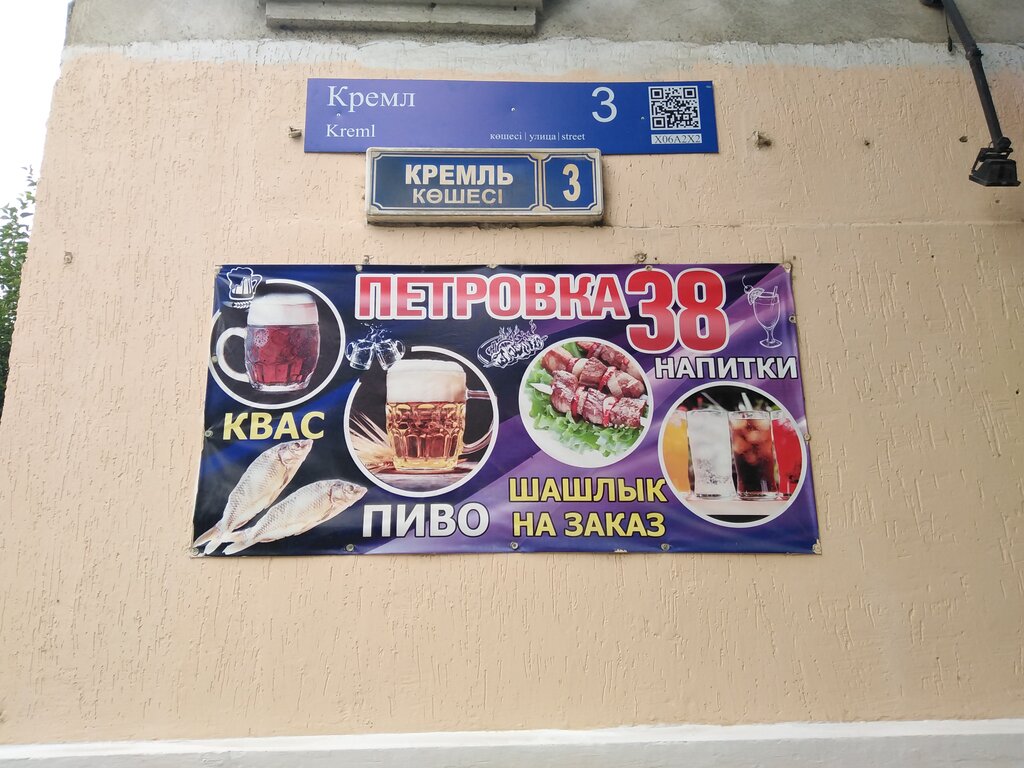 Кремл 3
Kreml
көшесі | улица | street
X06A2X2
КРЕМЛЬ
КӨШЕСІ
3
ПЕТРОВКА 38
НАПИТКИ
КВАС
ПИВО
ШАШЛЫК
НА ЗАКАЗ